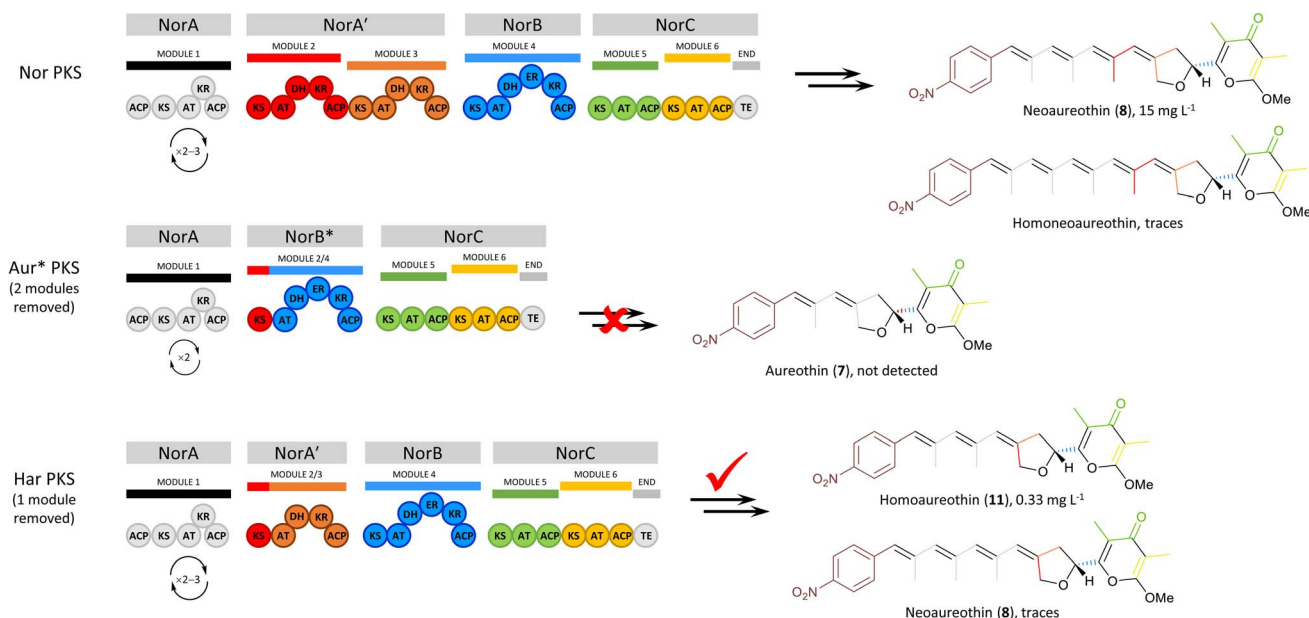 NorA NorA’ NorB NorC
MODULE 1 MODULE 2 MODULE 3 MODULE 4 MODULE 5 MODULE 6 END
Nor PKS
ACP KS AT KR ACP KS AT DH KR ACP KS AT DH KR ACP KS AT DH ER KR ACP KS AT ACP KS AT ACP TE
×2–3
O₂N O H O OMe O
Neoaureothin (8), 15 mg L⁻¹
O₂N O H O OMe O
Homoneoaureothin, traces
NorA NorB* NorC
MODULE 1 MODULE 2/4 MODULE 5 MODULE 6 END
Aur* PKS
(2 modules
removed)
ACP KS AT KR ACP KS AT DH ER KR ACP KS AT ACP KS AT ACP TE
×2
O₂N O H O OMe O
Aureothin (7), not detected
NorA NorA’ NorB NorC
MODULE 1 MODULE 2/3 MODULE 4 MODULE 5 MODULE 6 END
Har PKS
(1 module
removed)
ACP KS AT KR ACP KS AT DH KR ACP KS AT DH ER KR ACP KS AT ACP KS AT ACP TE
×2–3
O₂N O H O OMe O
Homoaureothin (11), 0.33 mg L⁻¹
O₂N O H O OMe O
Neoaureothin (8), traces